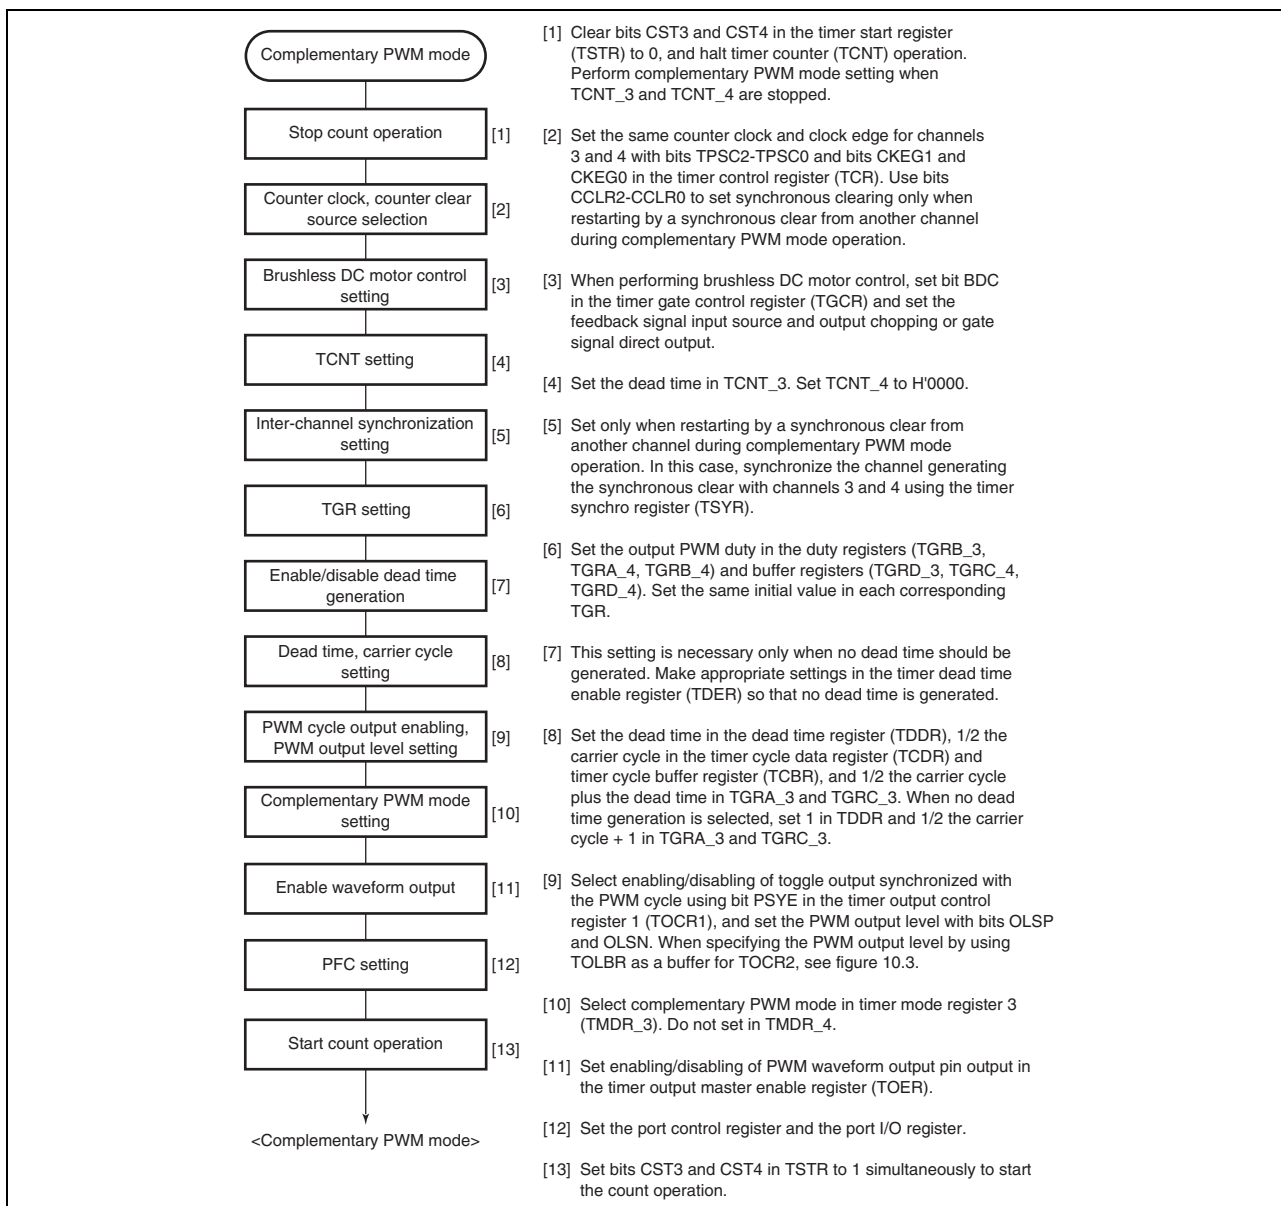 Complementary PWM mode
Stop count operation
[1]
Counter clock, counter clear
source selection
[2]
Brushless DC motor control
setting
[3]
TCNT setting
[4]
Inter-channel synchronization
setting
[5]
TGR setting
[6]
Enable/disable dead time
generation
[7]
Dead time, carrier cycle
setting
[8]
PWM cycle output enabling,
PWM output level setting
[9]
Complementary PWM mode
setting
[10]
Enable waveform output
[11]
PFC setting
[12]
Start count operation
[13]
<Complementary PWM mode>
[1] Clear bits CST3 and CST4 in the timer start register
(TSTR) to 0, and halt timer counter (TCNT) operation.
Perform complementary PWM mode setting when
TCNT_3 and TCNT_4 are stopped.
[2] Set the same counter clock and clock edge for channels
3 and 4 with bits TPSC2-TPSC0 and bits CKEG1 and
CKEG0 in the timer control register (TCR). Use bits
CCLR2-CCLR0 to set synchronous clearing only when
restarting by a synchronous clear from another channel
during complementary PWM mode operation.
[3] When performing brushless DC motor control, set bit BDC
in the timer gate control register (TGCR) and set the
feedback signal input source and output chopping or gate
signal direct output.
[4] Set the dead time in TCNT_3. Set TCNT_4 to H'0000.
[5] Set only when restarting by a synchronous clear from
another channel during complementary PWM mode
operation. In this case, synchronize the channel generating
the synchronous clear with channels 3 and 4 using the timer
synchro register (TSYR).
[6] Set the output PWM duty in the duty registers (TGRB_3,
TGRA_4, TGRB_4) and buffer registers (TGRD_3, TGRC_4,
TGRD_4). Set the same initial value in each corresponding
TGR.
[7] This setting is necessary only when no dead time should be
generated. Make appropriate settings in the timer dead time
enable register (TDER) so that no dead time is generated.
[8] Set the dead time in the dead time register (TDDR), 1/2 the
carrier cycle in the timer cycle data register (TCDR) and
timer cycle buffer register (TCBR), and 1/2 the carrier cycle
plus the dead time in TGRA_3 and TGRC_3. When no dead
time generation is selected, set 1 in TDDR and 1/2 the carrier
cycle + 1 in TGRA_3 and TGRC_3.
[9] Select enabling/disabling of toggle output synchronized with
the PWM cycle using bit PSYE in the timer output control
register 1 (TOCR1), and set the PWM output level with bits OLSP
and OLSN. When specifying the PWM output level by using
TOLBR as a buffer for TOCR2, see figure 10.3.
[10] Select complementary PWM mode in timer mode register 3
(TMDR_3). Do not set in TMDR_4.
[11] Set enabling/disabling of PWM waveform output pin output in
the timer output master enable register (TOER).
[12] Set the port control register and the port I/O register.
[13] Set bits CST3 and CST4 in TSTR to 1 simultaneously to start
the count operation.